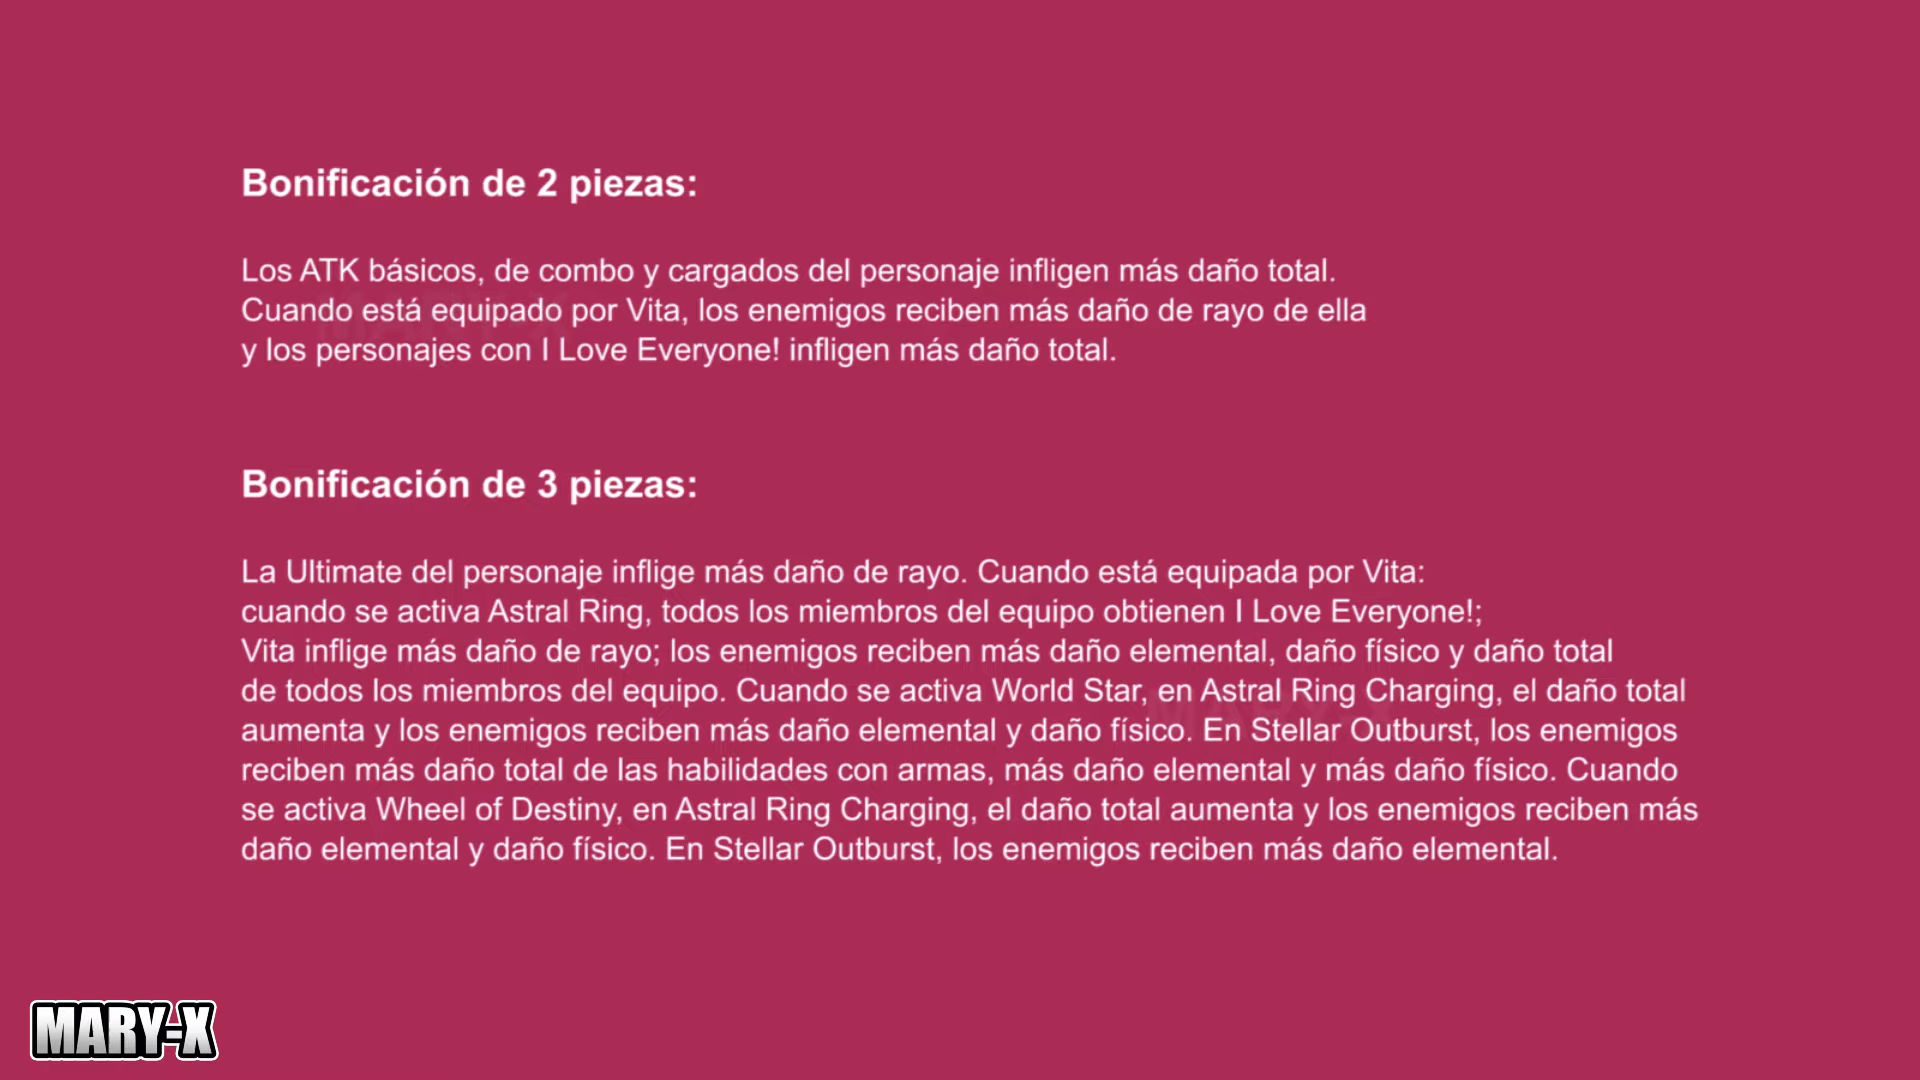 Bonificación de 2 piezas:
Los ATK básicos, de combo y cargados del personaje infligen más daño total.
Cuando está equipado por Vita, los enemigos reciben más daño de rayo de ella
y los personajes con I Love Everyone! infligen más daño total.
Bonificación de 3 piezas:
La Ultimate del personaje inflige más daño de rayo. Cuando está equipada por Vita:
cuando se activa Astral Ring, todos los miembros del equipo obtienen I Love Everyone!;
Vita inflige más daño de rayo; los enemigos reciben más daño elemental, daño físico y daño total
de todos los miembros del equipo. Cuando se activa World Star, en Astral Ring Charging, el daño total
aumenta y los enemigos reciben más daño elemental y daño físico. En Stellar Outburst, los enemigos
reciben más daño total de las habilidades con armas, más daño elemental y más daño físico. Cuando
se activa Wheel of Destiny, en Astral Ring Charging, el daño total aumenta y los enemigos reciben más
daño elemental y daño físico. En Stellar Outburst, los enemigos reciben más daño elemental.
MARY-X